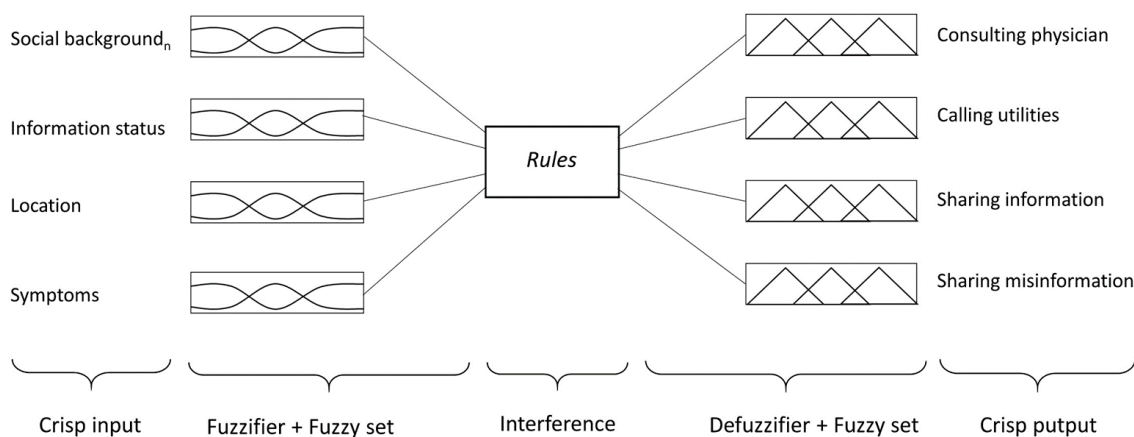 Social backgroundn
Consulting physician
Information status
Calling utilities
Rules
Location
Sharing information
Symptoms
Sharing misinformation
Crisp input
Fuzzifier + Fuzzy set
Interference
Defuzzifier + Fuzzy set
Crisp putput